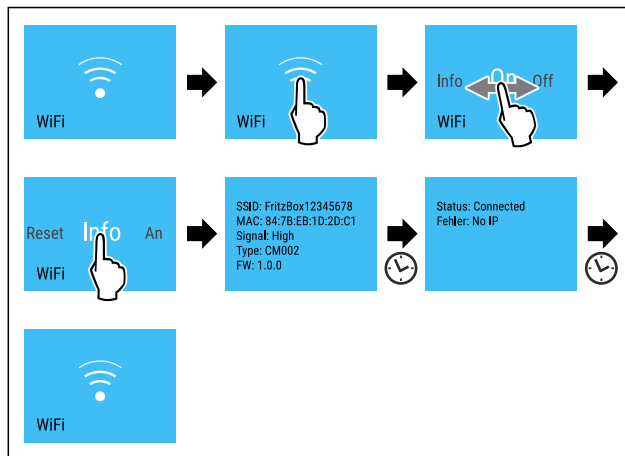 WiFi
WiFi
Info On Off
WiFi
Reset Info An
WiFi
SSID: FritzBox12345678
MAC: 84:7B:EB:1D:2D:C1
Signal: High
Type: CM002
FW: 1.0.0
Status: Connected
Fehler: No IP
WiFi